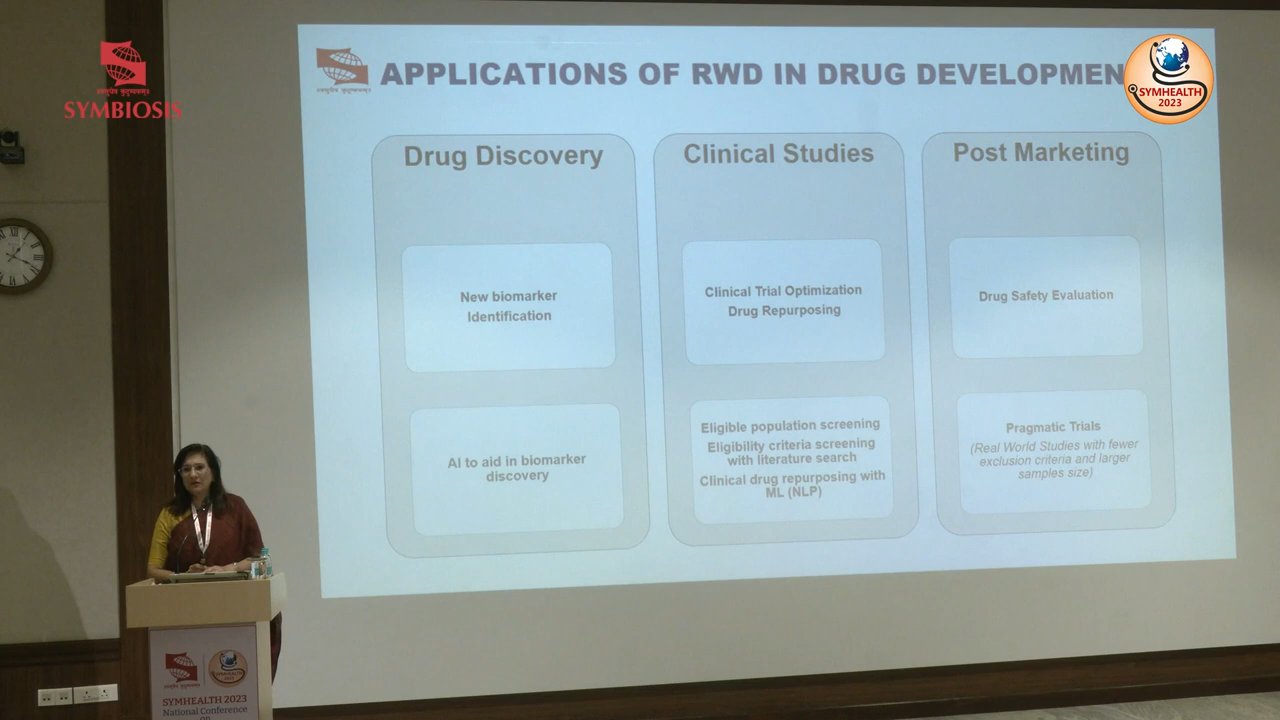 SYMBIOSIS
APPLICATIONS OF RWD IN DRUG DEVELOPMEN
SYMHEALTH
2023
Drug Discovery
New biomarker
Identification
AI to aid in biomarker
discovery
Clinical Studies
Clinical Trial Optimization
Drug Repurposing
Eligible population screening
Eligibility criteria screening
with literature search
Clinical drug repurposing with
ML (NLP)
Post Marketing
Drug Safety Evaluation
Pragmatic Trials
(Real World Studies with fewer
exclusion criteria and larger
samples size)
SYMHEALTH
2023
SYMHEALTH 2023
National Conference
on